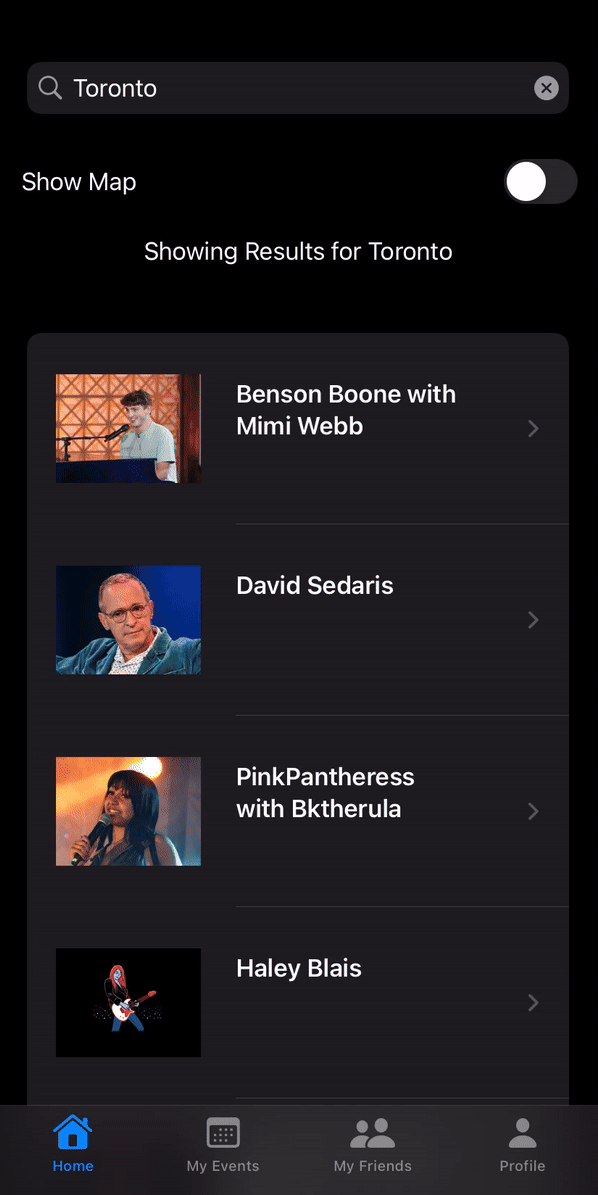 Toronto
Show Map
Showing Results for Toronto
Benson Boone with
Mimi Webb
David Sedaris
PinkPantheress
with Bktherula
Haley Blais
Home
My Events
My Friends
Profile